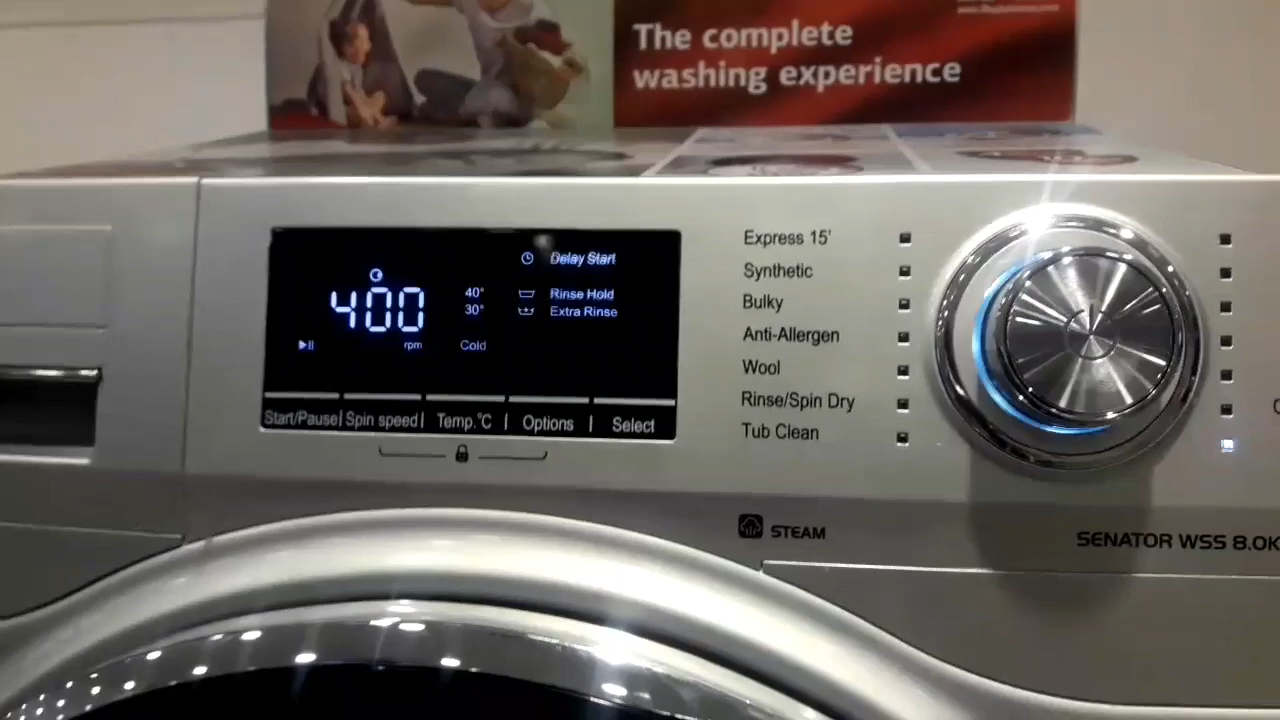 The complete
washing experience
Delay Start
400
40°
Rinse Hold
30°
Extra Rinse
rpm
Cold
Start/Pause
Spin speed
Temp.°C
Options
Select
Express 15'
Synthetic
Bulky
Anti-Allergen
Wool
Rinse/Spin Dry
Tub Clean
STEAM
SENATOR WSS 8.0K